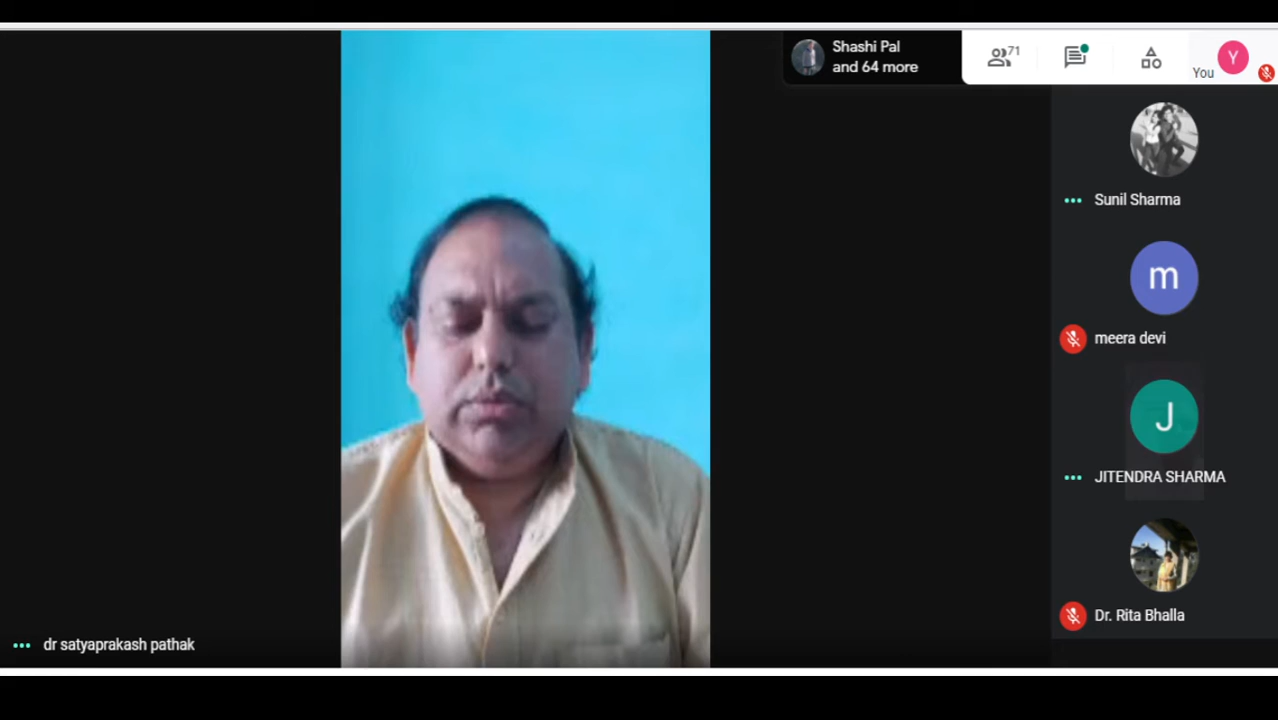 Shashi Pal
and 64 more
71
You
Y
Sunil Sharma
m
meera devi
J
JITENDRA SHARMA
Dr. Rita Bhalla
dr satyaprakash pathak